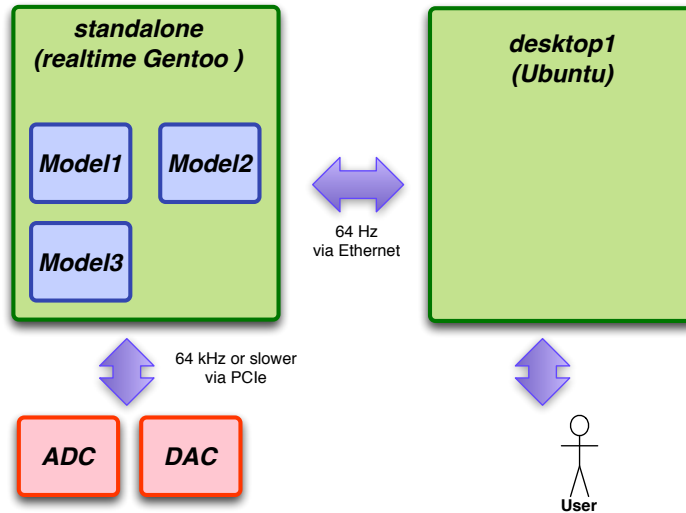 standalone
(realtime Gentoo )
desktop1
(Ubuntu)
Model1
Model2
Model3
64 Hz
via Ethernet
64 kHz or slower
via PCIe
ADC
DAC
User